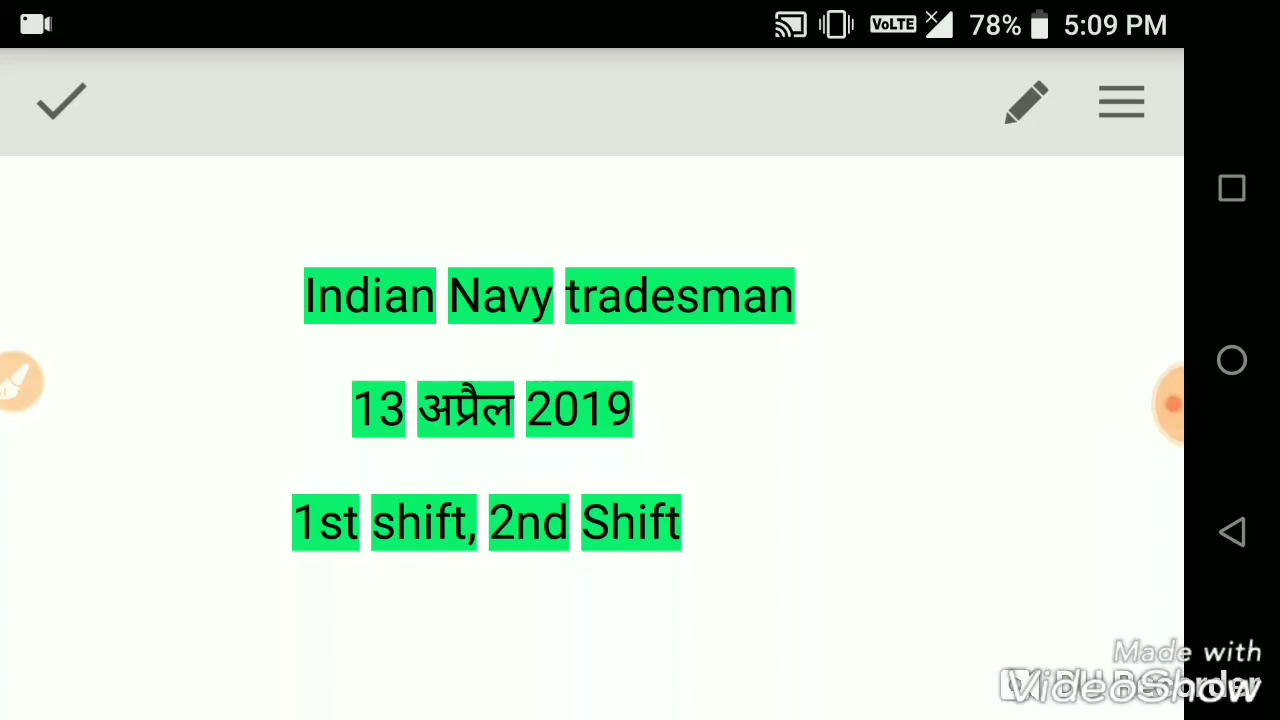 VoLTE 78% 5:09 PM
Indian Navy tradesman
13 अप्रैल 2019
1st shift, 2nd Shift
Made with
VideoShow